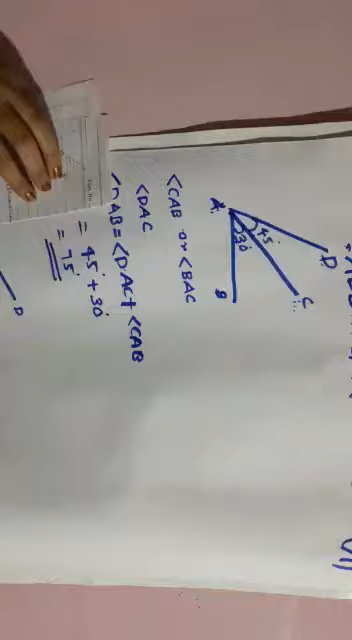 D
C
45°
30°
A
B
<CAB or <BAC
<DAC
<DAB = <DAC + <CAB
= 45° + 30°
= 75°
D